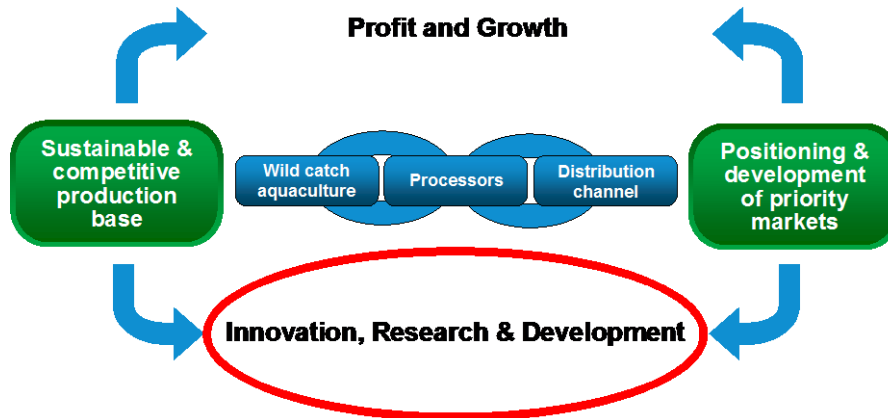 Profit and Growth
Sustainable &
competitive
production
base
Wild catch
aquaculture
Processors
Distribution
channel
Positioning &
development
of priority
markets
Innovation, Research & Development